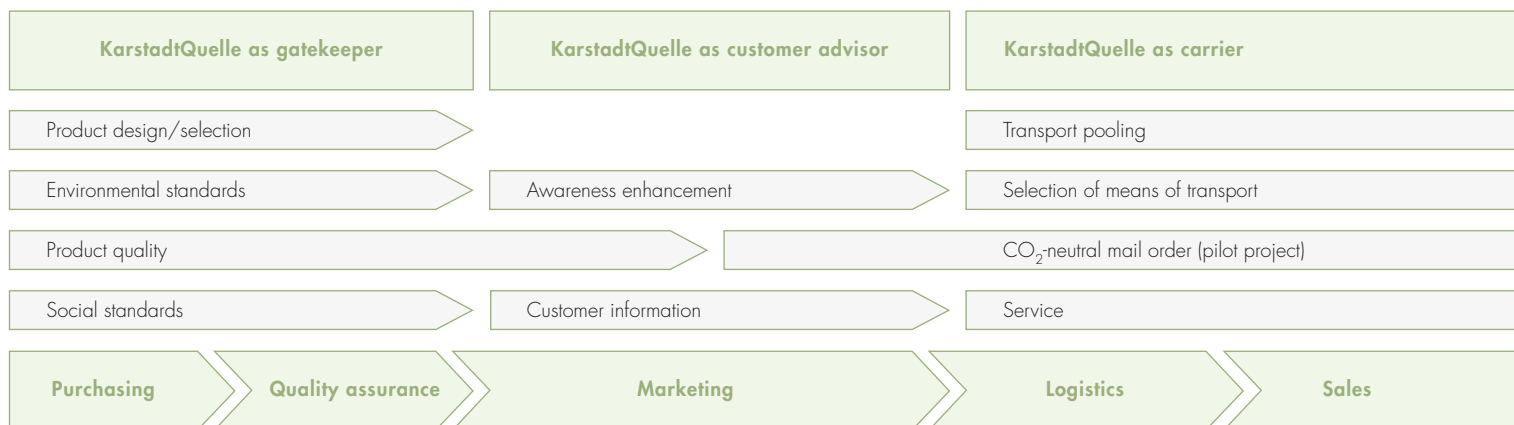 KarstadtQuelle as gatekeeper
KarstadtQuelle as customer advisor
KarstadtQuelle as carrier
Product design/selection
Transport pooling
Environmental standards
Awareness enhancement
Selection of means of transport
Product quality
CO₂-neutral mail order (pilot project)
Social standards
Customer information
Service
Purchasing
Quality assurance
Marketing
Logistics
Sales